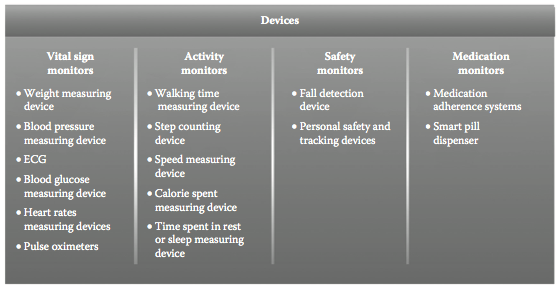 Devices
Vital sign
monitors
• Weight measuring
device
• Blood pressure
measuring device
• ECG
• Blood glucose
measuring device
• Heart rates
measuring devices
• Pulse oximeters
Activity
monitors
• Walking time
measuring device
• Step counting
device
• Speed measuring
device
• Calorie spent
measuring device
• Time spent in rest
or sleep measuring
device
Safety
monitors
• Fall detection
device
• Personal safety and
tracking devices
Medication
monitors
• Medication
adherence systems
• Smart pill
dispenser